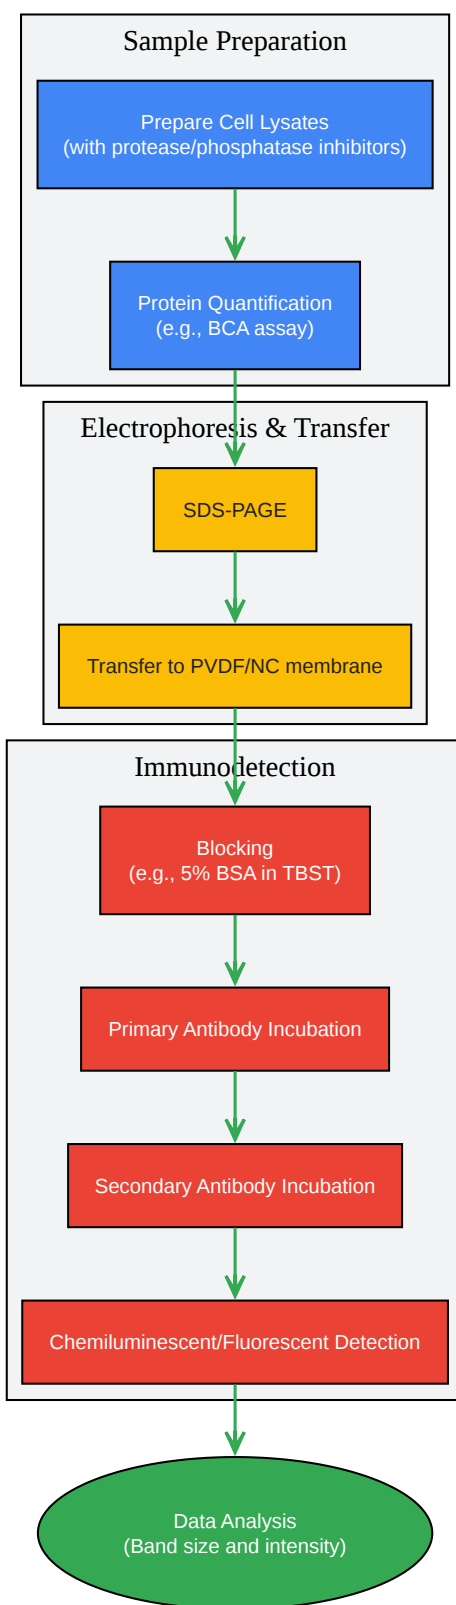 Sample Preparation
Prepare Cell Lysates
(with protease/phosphatase inhibitors)
Protein Quantification
(e.g., BCA assay)
Electrophoresis & Transfer
SDS-PAGE
Transfer to PVDF/NC membrane
Immunodetection
Blocking
(e.g., 5% BSA in TBST)
Primary Antibody Incubation
Secondary Antibody Incubation
Chemiluminescent/Fluorescent Detection
Data Analysis
(Band size and intensity)